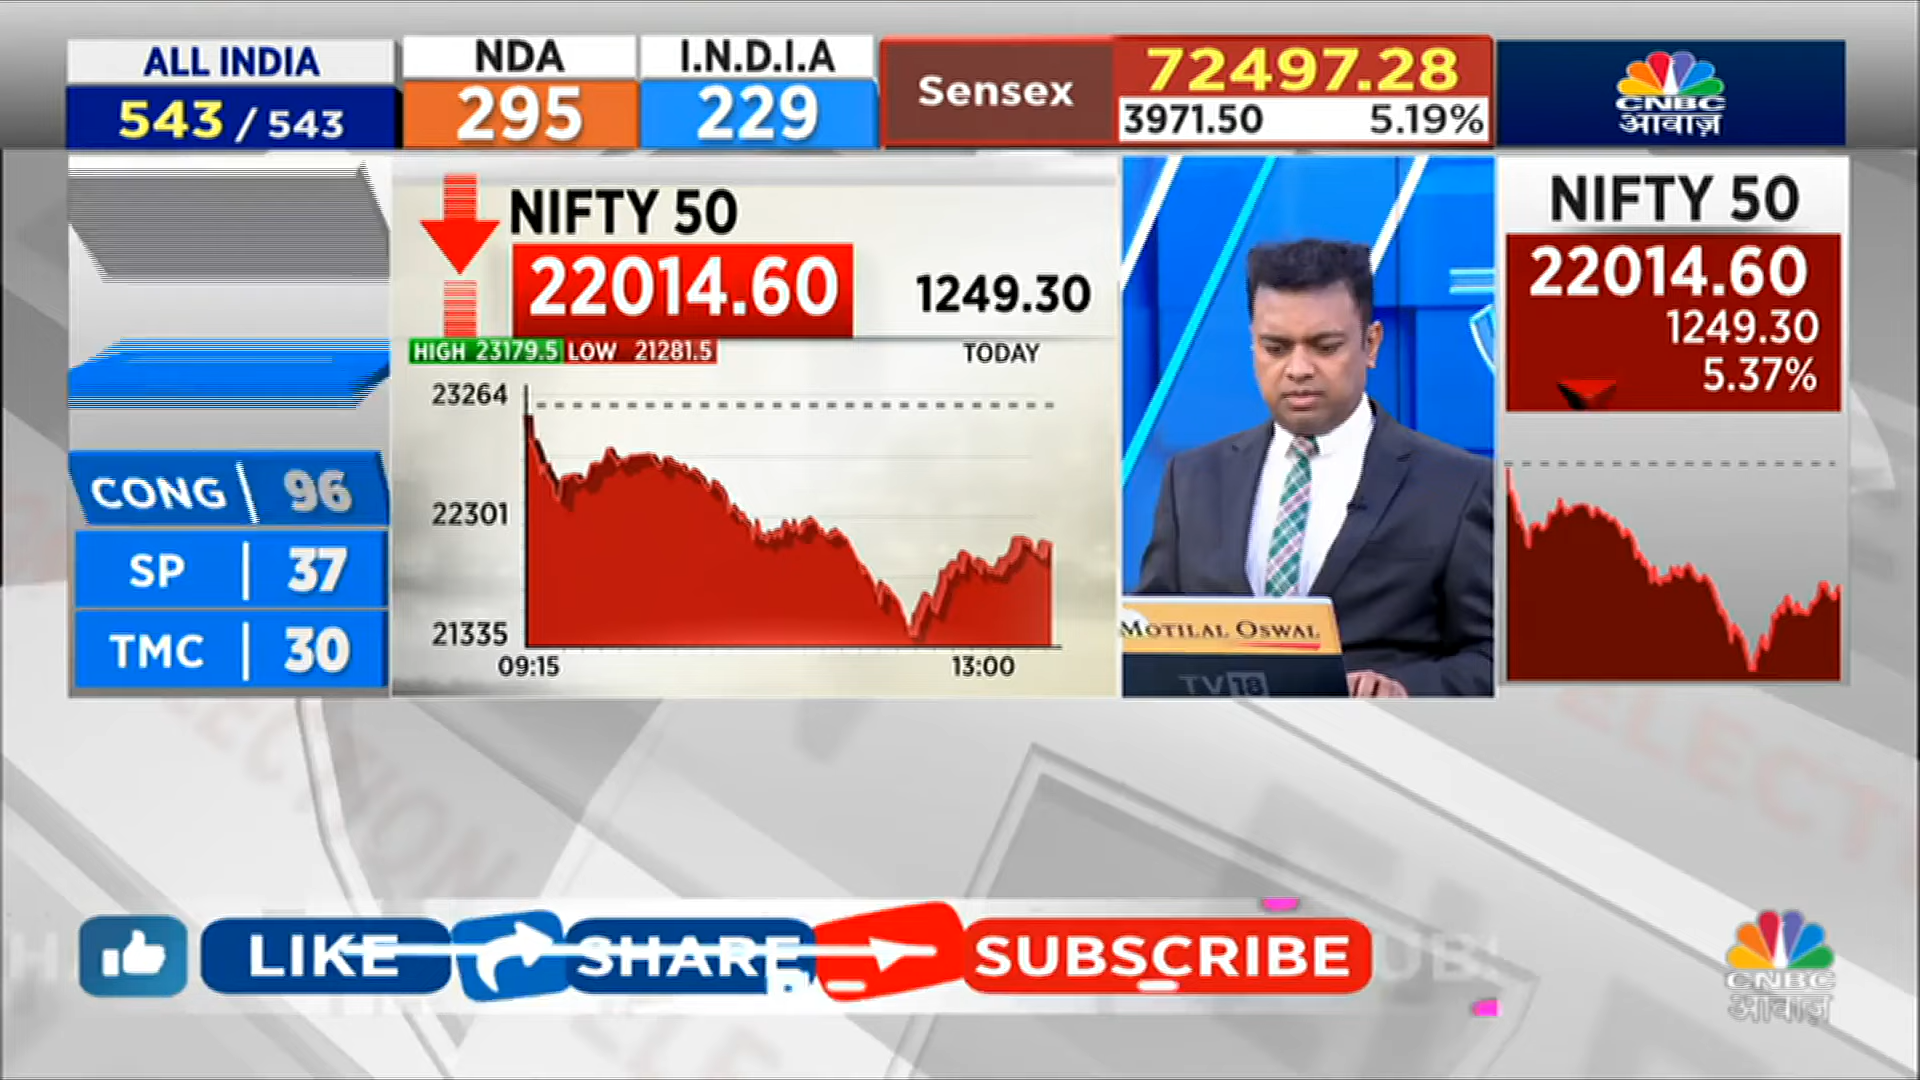 ALL INDIA
543 / 543
NDA
295
I.N.D.I.A
229
Sensex
72497.28
3971.50 5.19%
CNBC
आवाज़
NIFTY 50
22014.60
1249.30
HIGH 23179.5 LOW 21281.5
TODAY
23264
22301
21335
09:15 13:00
CONG 96
SP 37
TMC 30
MOTILAL OSWAL
TV18
NIFTY 50
22014.60
1249.30
5.37%
LIKE SHARE SUBSCRIBE
CNBC
आवाज़